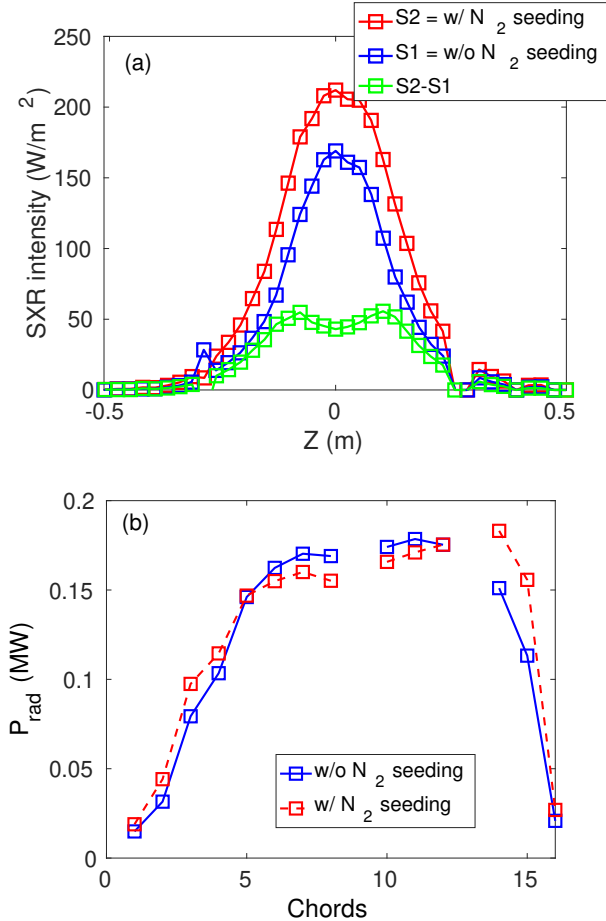 S2 = w/ N 2 seeding
S1 = w/o N 2 seeding
S2-S1
(a)
250
200
150
100
50
0
SXR intensity (W/m 2)
-0.5
0
0.5
Z (m)
(b)
0.2
0.15
0.1
0.05
0
P rad (MW)
w/o N 2 seeding
w/ N 2 seeding
0
5
10
15
Chords